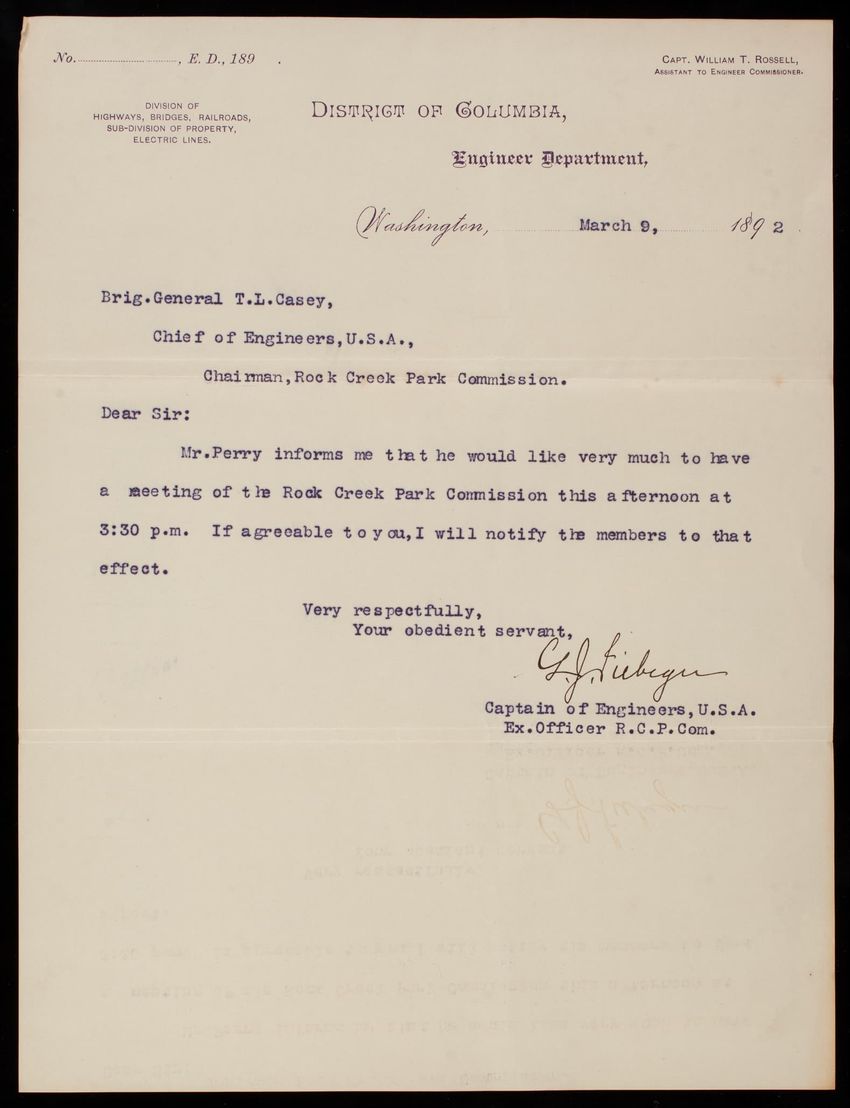 No. , E. D., 189 .
CAPT. WILLIAM T. ROSSELL,
ASSISTANT TO ENGINEER COMMISSIONER.
DIVISION OF
HIGHWAYS, BRIDGES, RAILROADS,
SUB-DIVISION OF PROPERTY,
ELECTRIC LINES.
DISTRICT OF COLUMBIA,
Engineer Department,
Washington, March 9, 1892 .
Brig.General T.L.Casey,
Chief of Engineers,U.S.A.,
Chairman,Rock Creek Park Commission.
Dear Sir:
Mr.Perry informs me that he would like very much to have
a meeting of the Rock Creek Park Commission this afternoon at
3:30 p.m. If agreeable to you,I will notify the members to that
effect.
Very respectfully,
Your obedient servant,
G.J.Fiebeger
Captain of Engineers,U.S.A.
Ex.Officer R.C.P.Com.